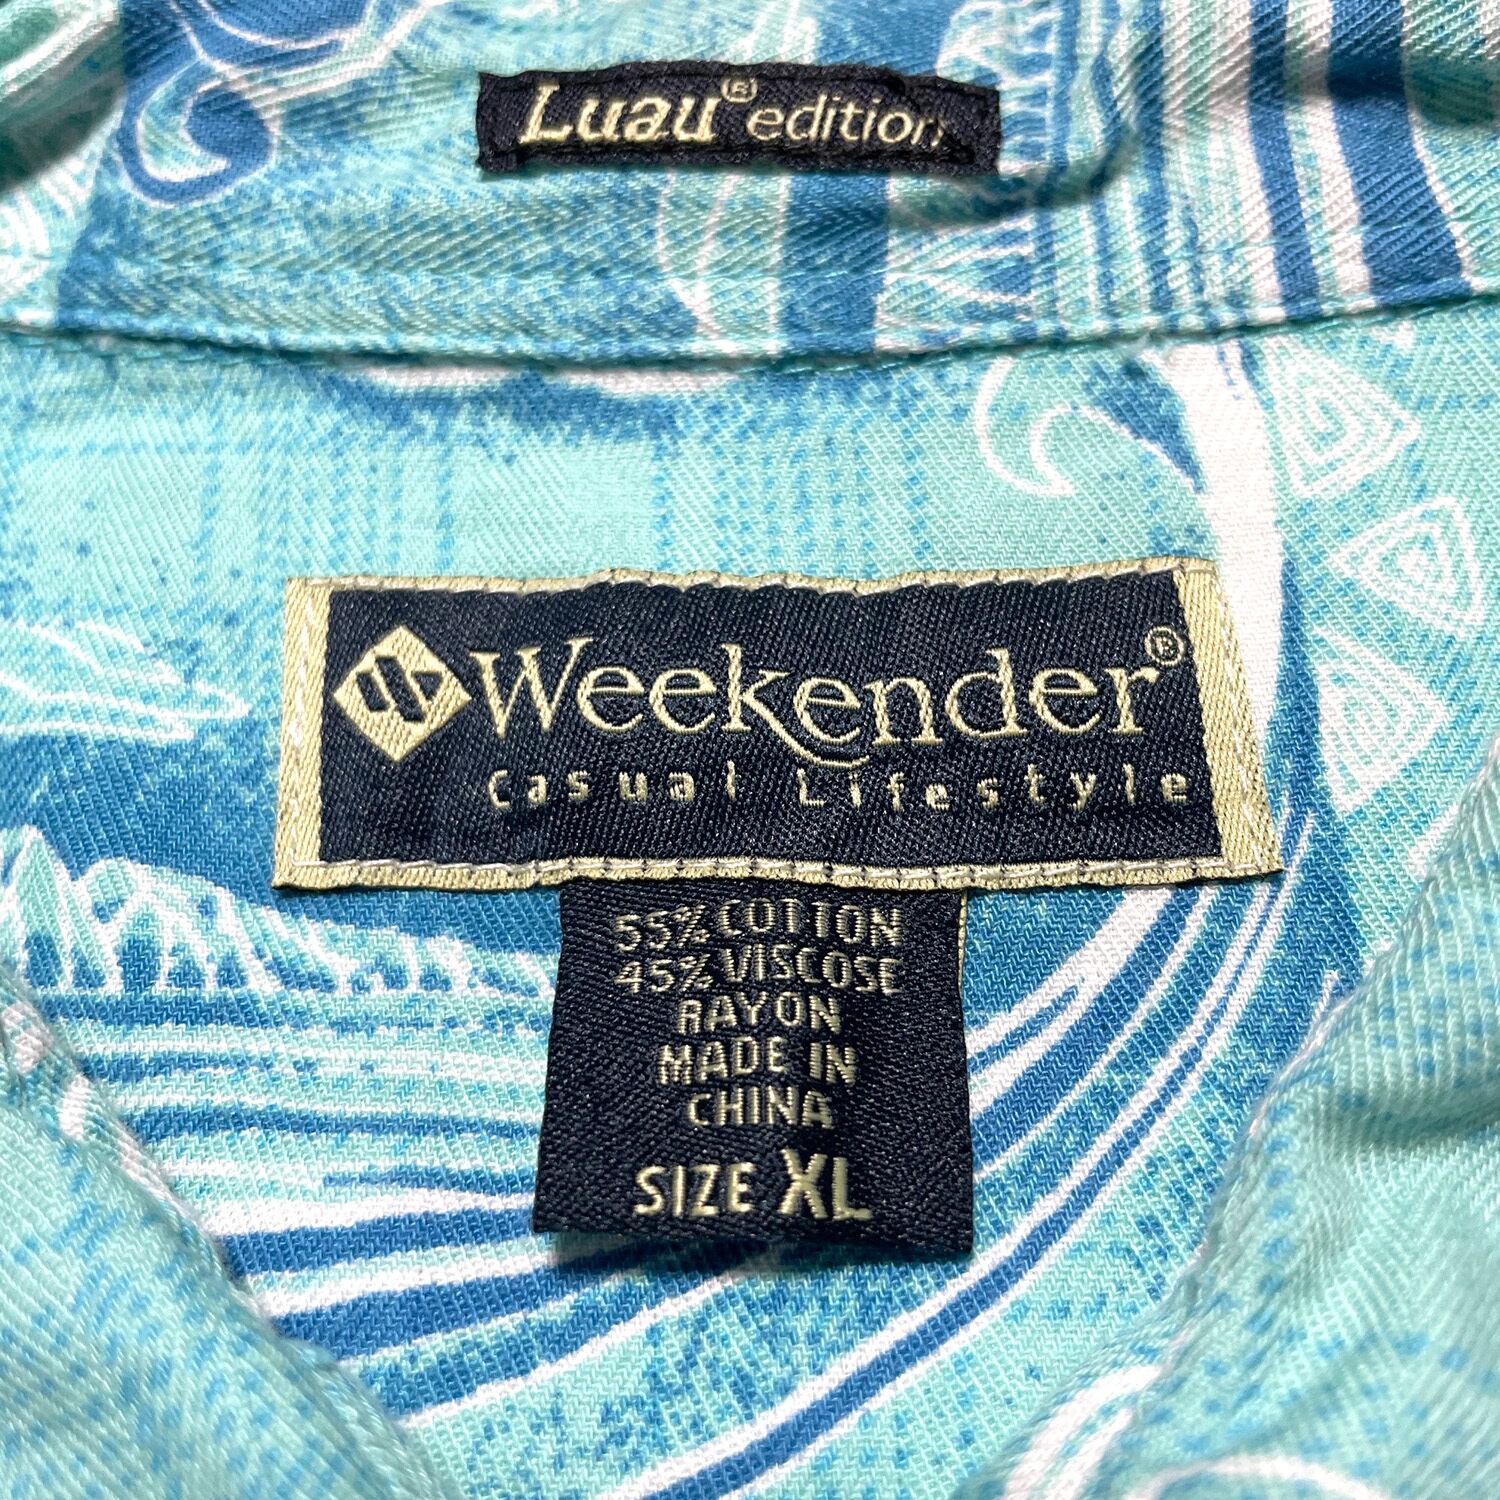 Luau® edition
Weekender®
Casual Lifestyle
55% COTTON
45% VISCOSE
RAYON
MADE IN
CHINA
SIZE XL